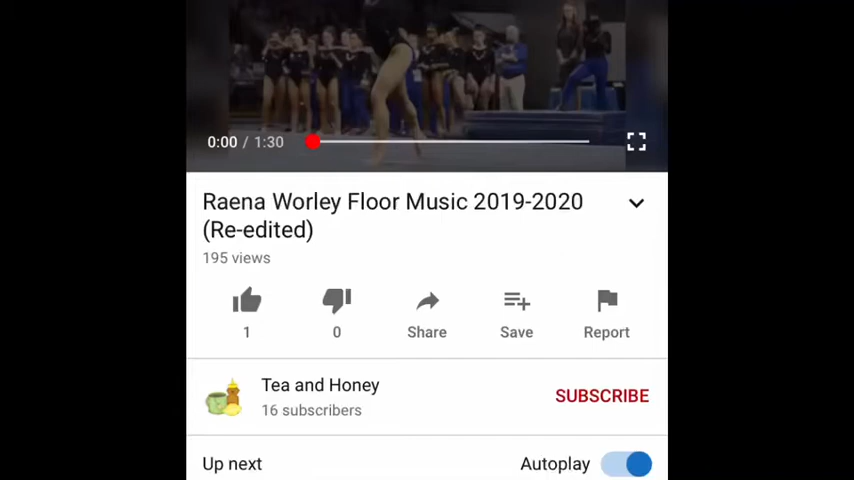 0:00 / 1:30
Raena Worley Floor Music 2019-2020
(Re-edited)
195 views
1
0
Share
Save
Report
Tea and Honey
16 subscribers
SUBSCRIBE
Up next
Autoplay